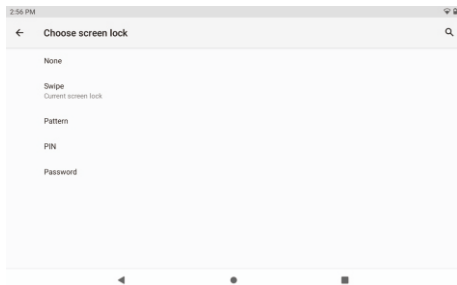 2:56 PM
Choose screen lock
None
Swipe
Current screen lock
Pattern
PIN
Password